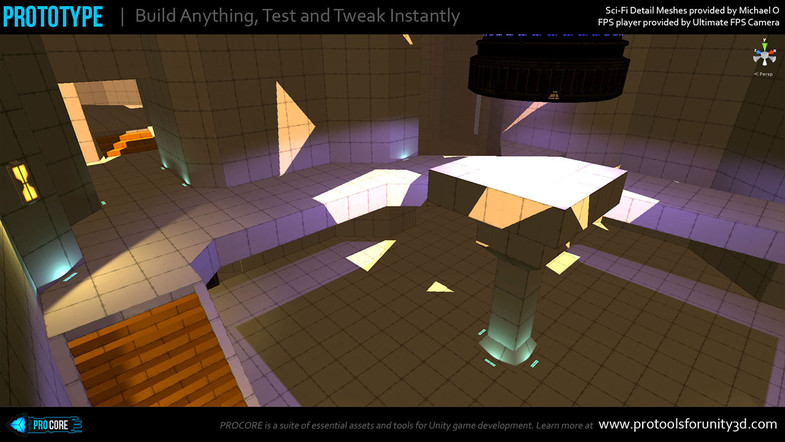 PROTOTYPE | Build Anything, Test and Tweak Instantly
Sci-Fi Detail Meshes provided by Michael O
FPS player provided by Ultimate FPS Camera
Y
< Persp
PROCORE
PROCORE is a suite of essential assets and tools for Unity game development. Learn more at www.protoolsforunity3d.com